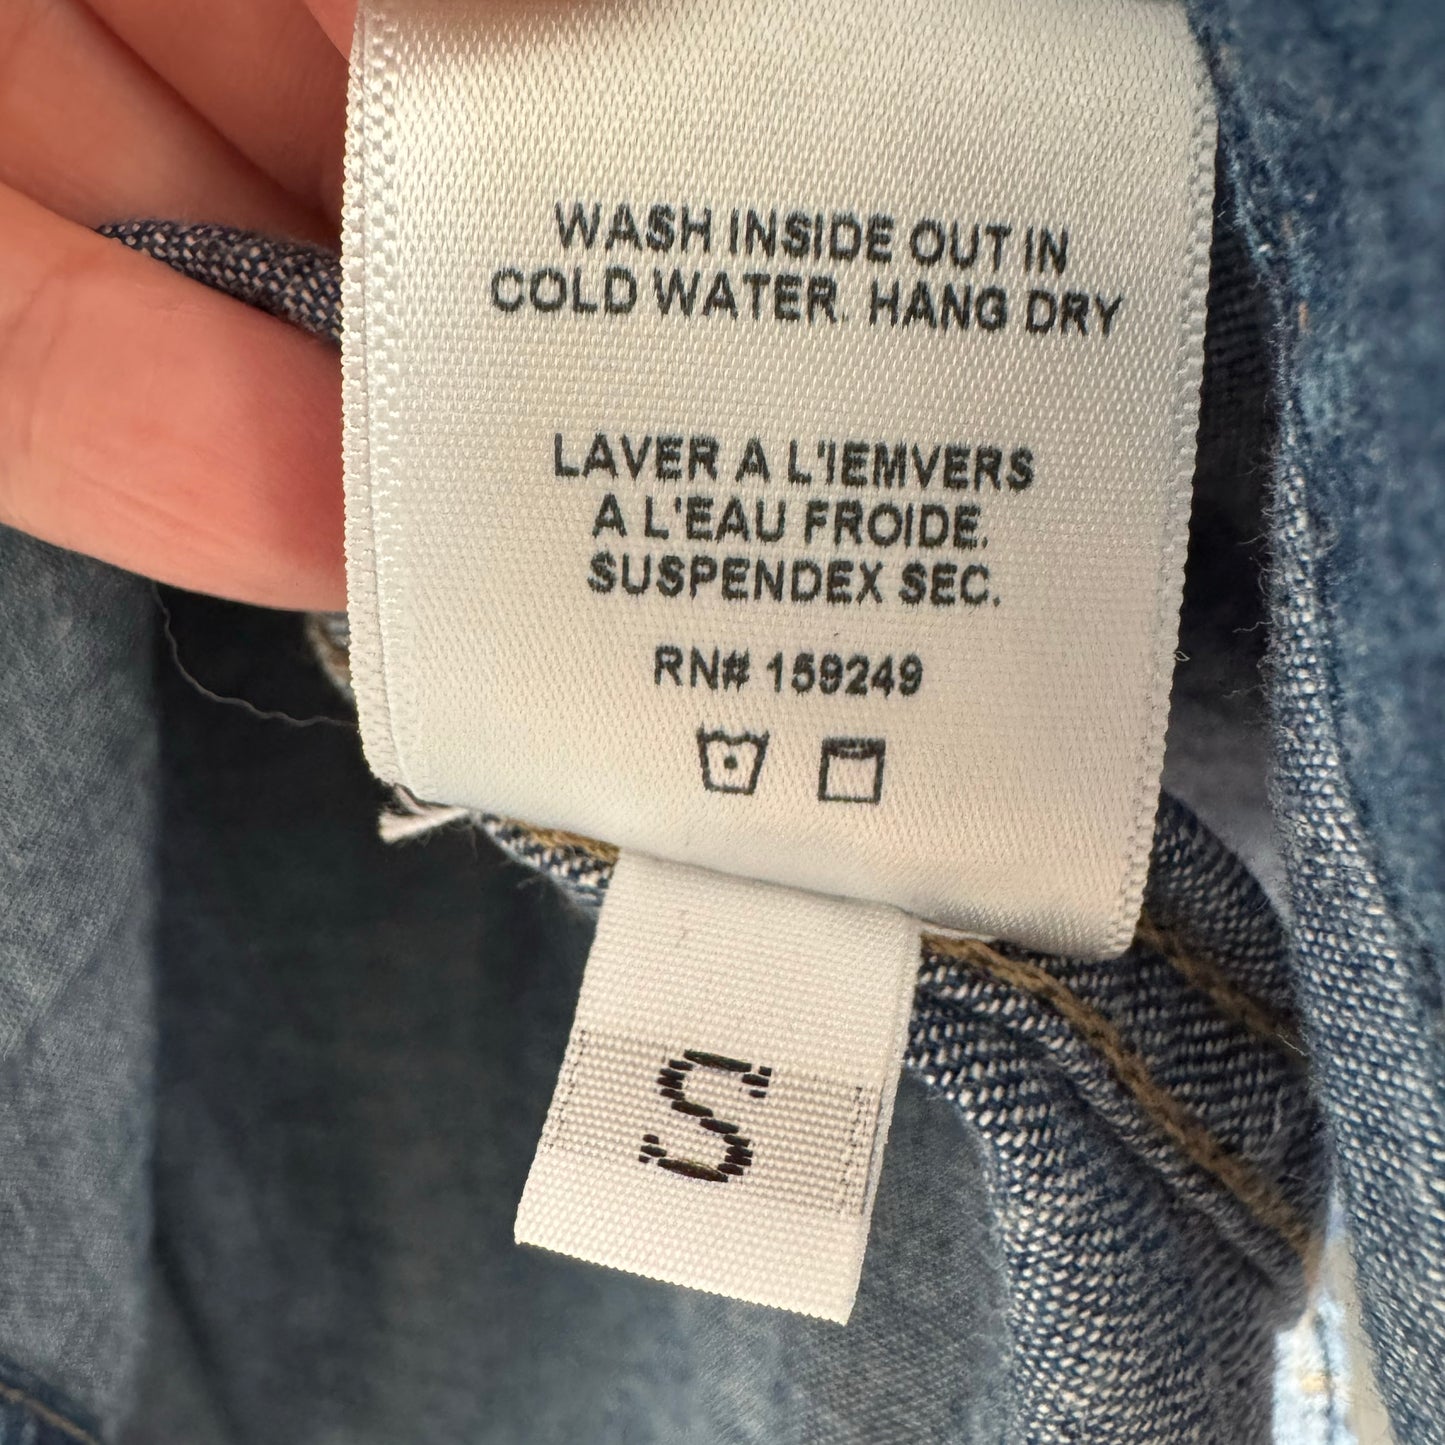 WASH INSIDE OUT IN
COLD WATER. HANG DRY
LAVER A L'IEMVERS
A L'EAU FROIDE.
SUSPENDEX SEC.
RN# 159249
S